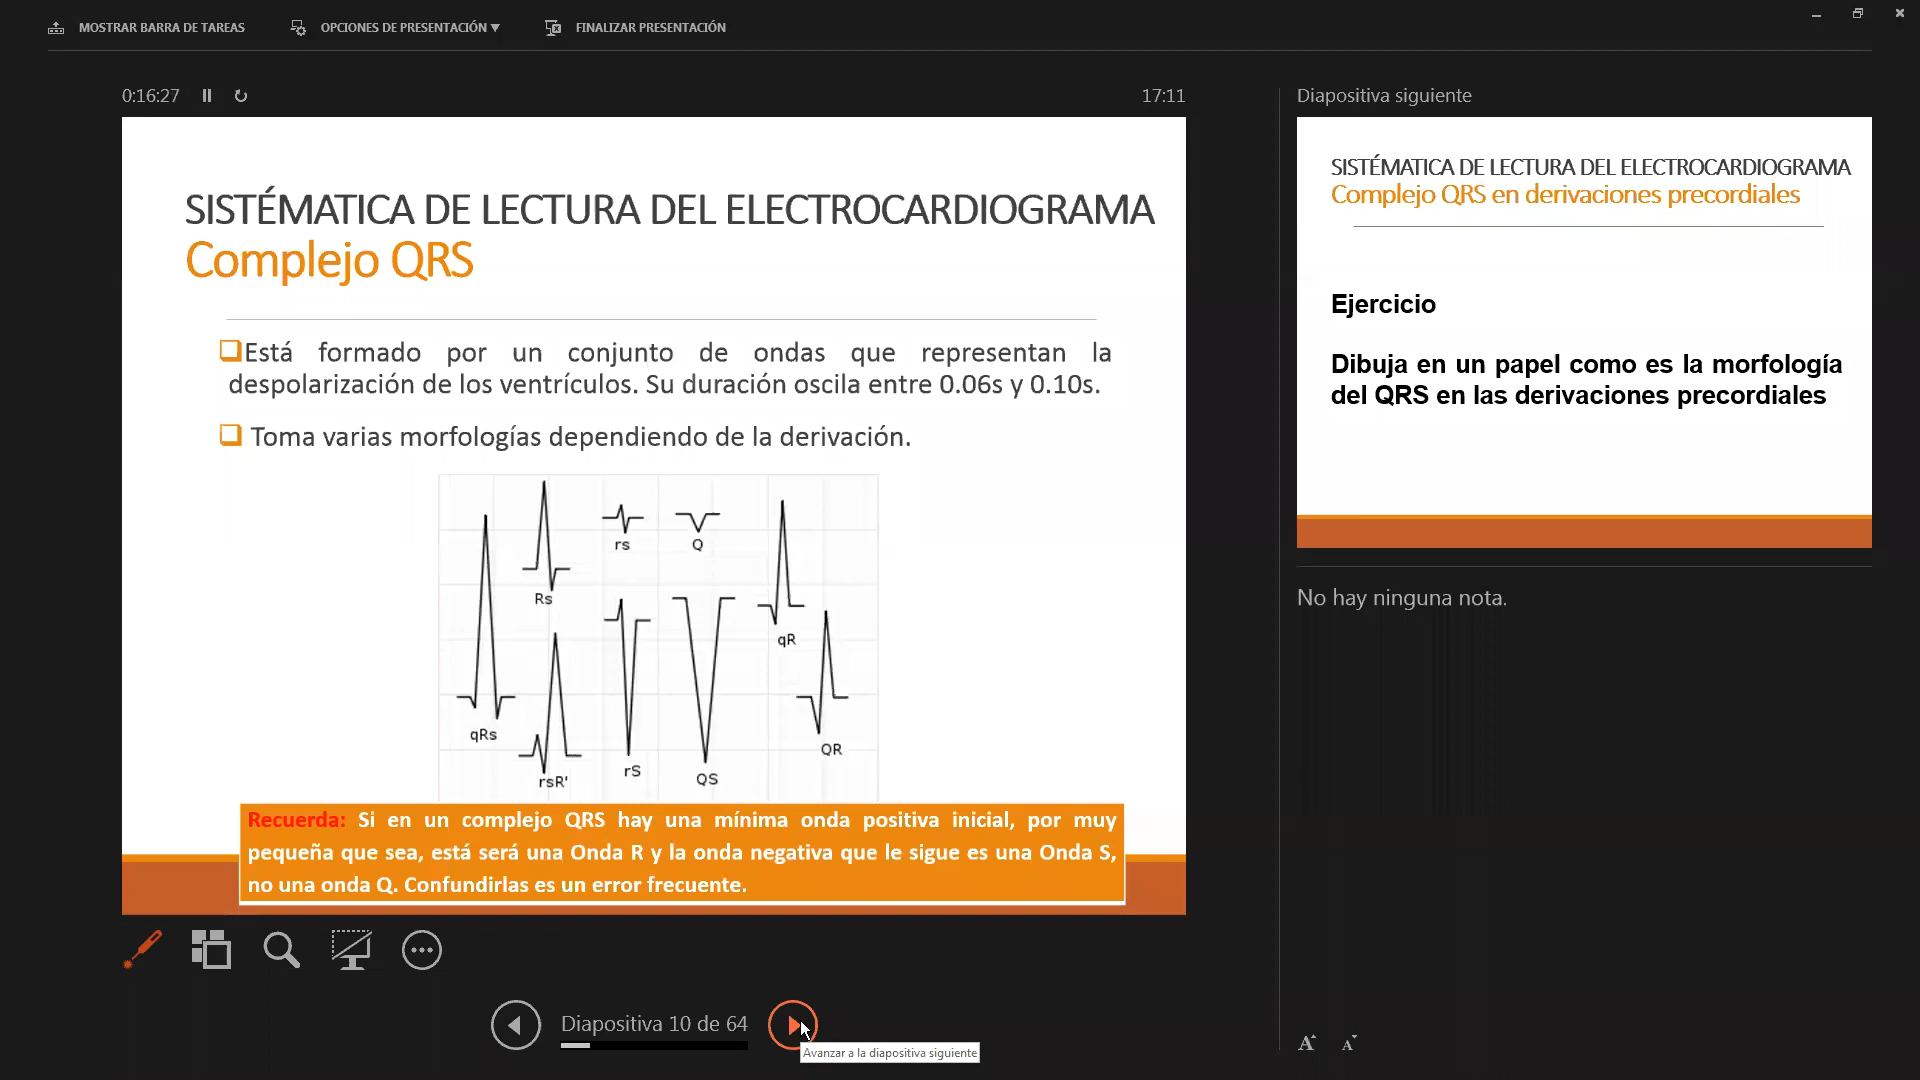 MOSTRAR BARRA DE TAREAS
OPCIONES DE PRESENTACIÓN ▼
FINALIZAR PRESENTACIÓN
0:16:27
17:11
SISTÉMATICA DE LECTURA DEL ELECTROCARDIOGRAMA
Complejo QRS
Está formado por un conjunto de ondas que representan la
despolarización de los ventrículos. Su duración oscila entre 0.06s y 0.10s.
Toma varias morfologías dependiendo de la derivación.
rs
Q
Rs
qR
qRs
QR
rsR'
rS
QS
Recuerda: Si en un complejo QRS hay una mínima onda positiva inicial, por muy
pequeña que sea, está será una Onda R y la onda negativa que le sigue es una Onda S,
no una onda Q. Confundirlas es un error frecuente.
Diapositiva 10 de 64
Avanzar a la diapositiva siguiente
Diapositiva siguiente
SISTÉMATICA DE LECTURA DEL ELECTROCARDIOGRAMA
Complejo QRS en derivaciones precordiales
Ejercicio
Dibuja en un papel como es la morfología
del QRS en las derivaciones precordiales
No hay ninguna nota.
A A